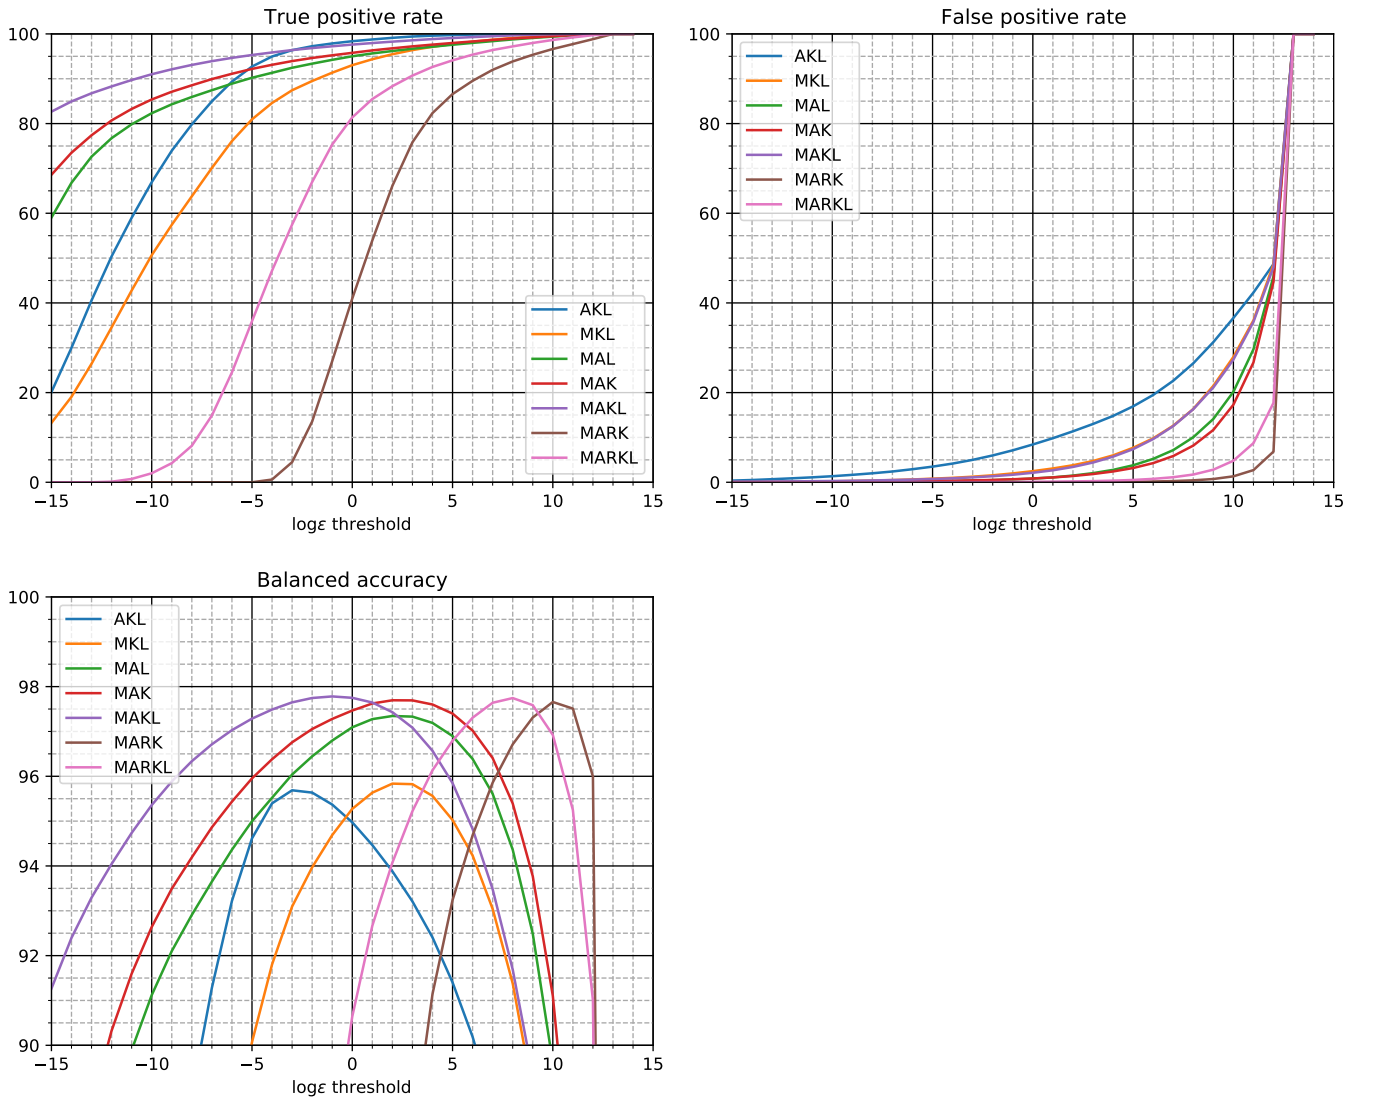 True positive rate
100
80
60
40
20
0
−15
−10
−5
0
5
10
15
logε threshold
AKL
MKL
MAL
MAK
MAKL
MARK
MARKL
False positive rate
100
80
60
40
20
0
−15
−10
−5
0
5
10
15
logε threshold
AKL
MKL
MAL
MAK
MAKL
MARK
MARKL
Balanced accuracy
100
98
96
94
92
90
−15
−10
−5
0
5
10
15
logε threshold
AKL
MKL
MAL
MAK
MAKL
MARK
MARKL